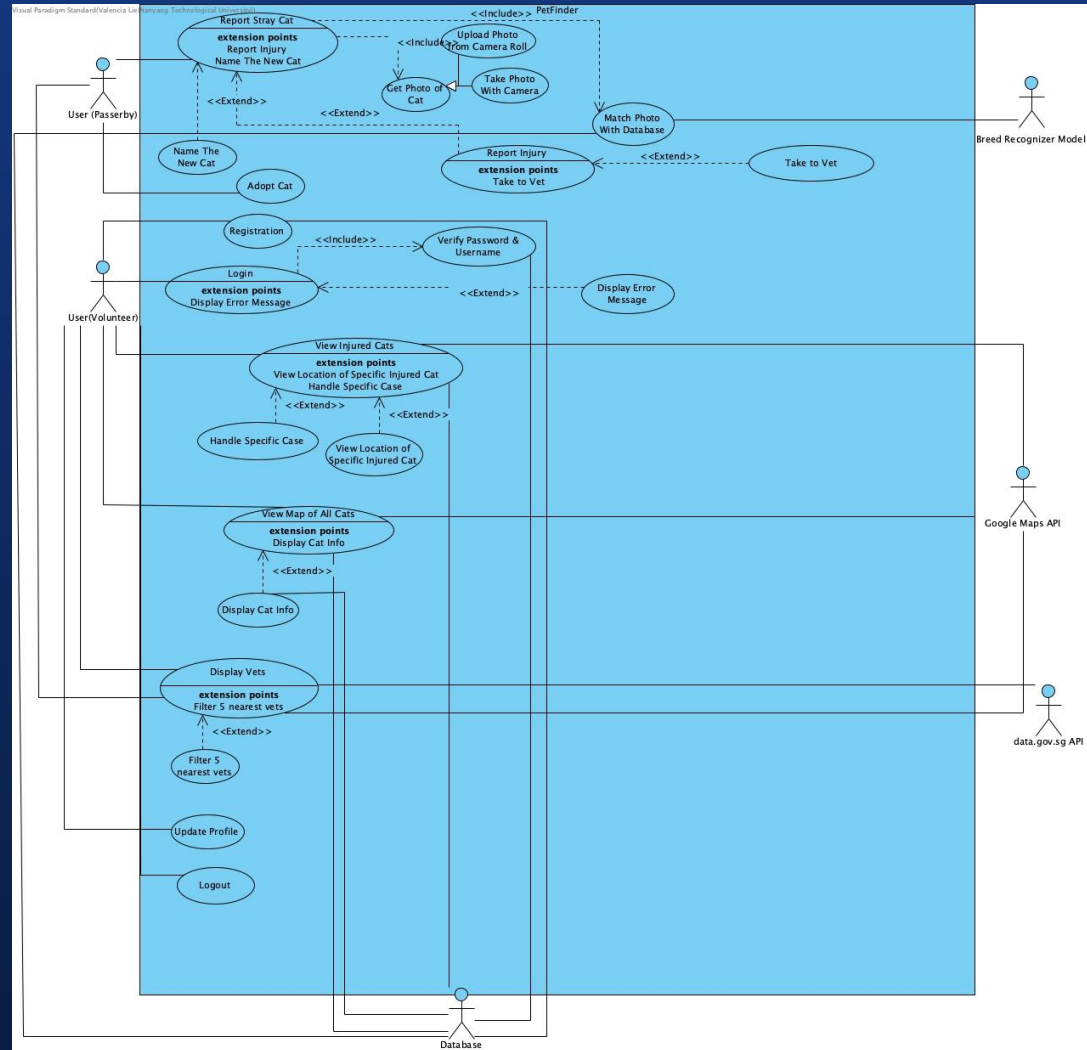 Visual Paradigm Standard(Valencia Lie(Nanyang Technological University))
PetFinder
<<Include>>
Report Stray Cat
extension points
Report Injury
Name The New Cat
<<Include>>
Upload Photo
from Camera Roll
Get Photo of
Cat
Take Photo
With Camera
User (Passerby)
<<Extend>>
<<Extend>>
Match Photo
With Database
Breed Recognizer Model
Name The
New Cat
Report Injury
extension points
Take to Vet
<<Extend>>
Take to Vet
Adopt Cat
Registration
<<Include>>
Verify Password &
Username
Login
extension points
Display Error Message
<<Extend>>
Display Error
Message
User(Volunteer)
View Injured Cats
extension points
View Location of Specific Injured Cat
Handle Specific Case
<<Extend>>
<<Extend>>
Handle Specific Case
View Location of
Specific Injured Cat
View Map of All Cats
extension points
Display Cat Info
Google Maps API
<<Extend>>
Display Cat Info
Display Vets
extension points
Filter 5 nearest vets
<<Extend>>
data.gov.sg API
Filter 5
nearest vets
Update Profile
Logout
Database